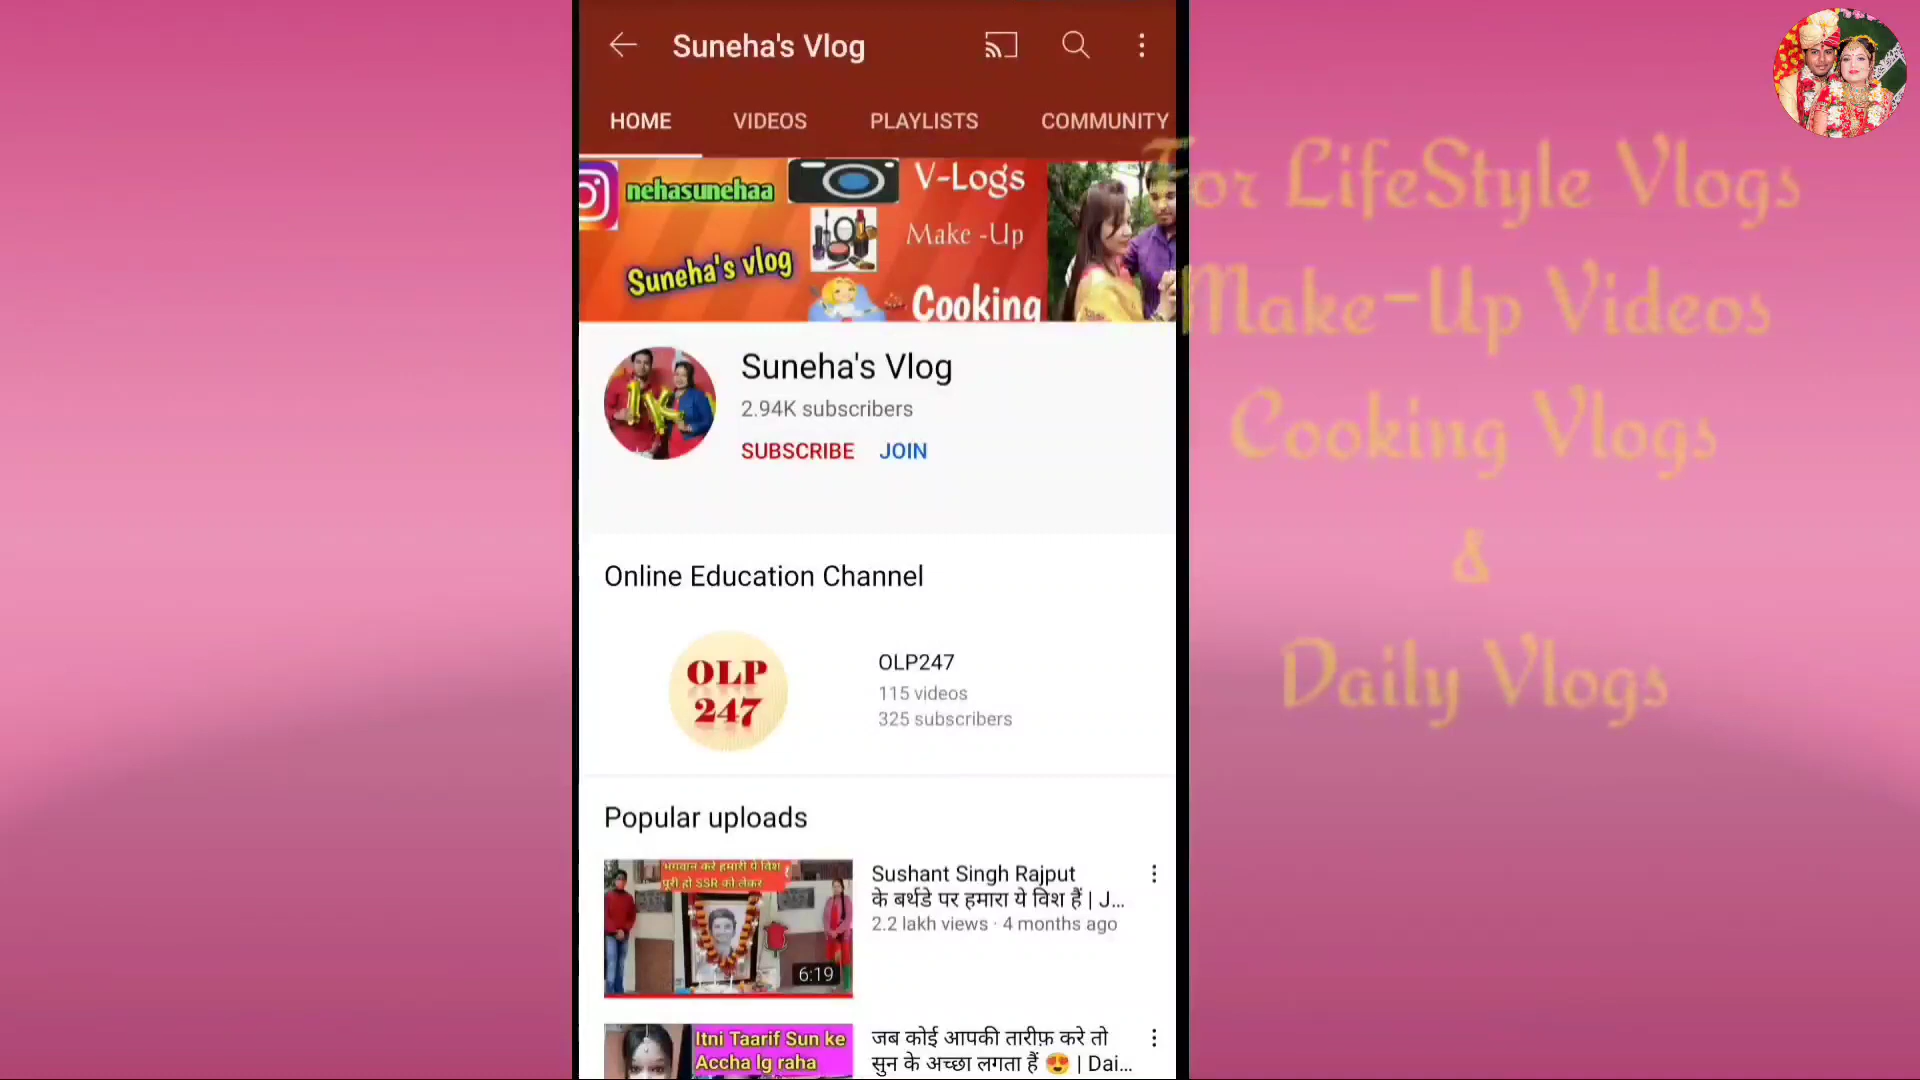 Suneha's Vlog
HOME VIDEOS PLAYLISTS COMMUNITY
nehasunehaa
Suneha's vlog
V-Logs
Make -Up
Cooking
Suneha's Vlog
2.94K subscribers
SUBSCRIBE JOIN
Online Education Channel
OLP
247
OLP247
115 videos
325 subscribers
Popular uploads
भगवान करे हमारी ये विश
पूरी हो SSR को लेकर
6:19
Sushant Singh Rajput
के बर्थडे पर हमारा ये विश हैं | J...
2.2 lakh views · 4 months ago
Itni Taarif Sun ke
Accha lg raha
जब कोई आपकी तारीफ़ करे तो
सुन के अच्छा लगता हैं 😍 | Dai...
For LifeStyle Vlogs
Make-Up Videos
Cooking Vlogs
&
Daily Vlogs